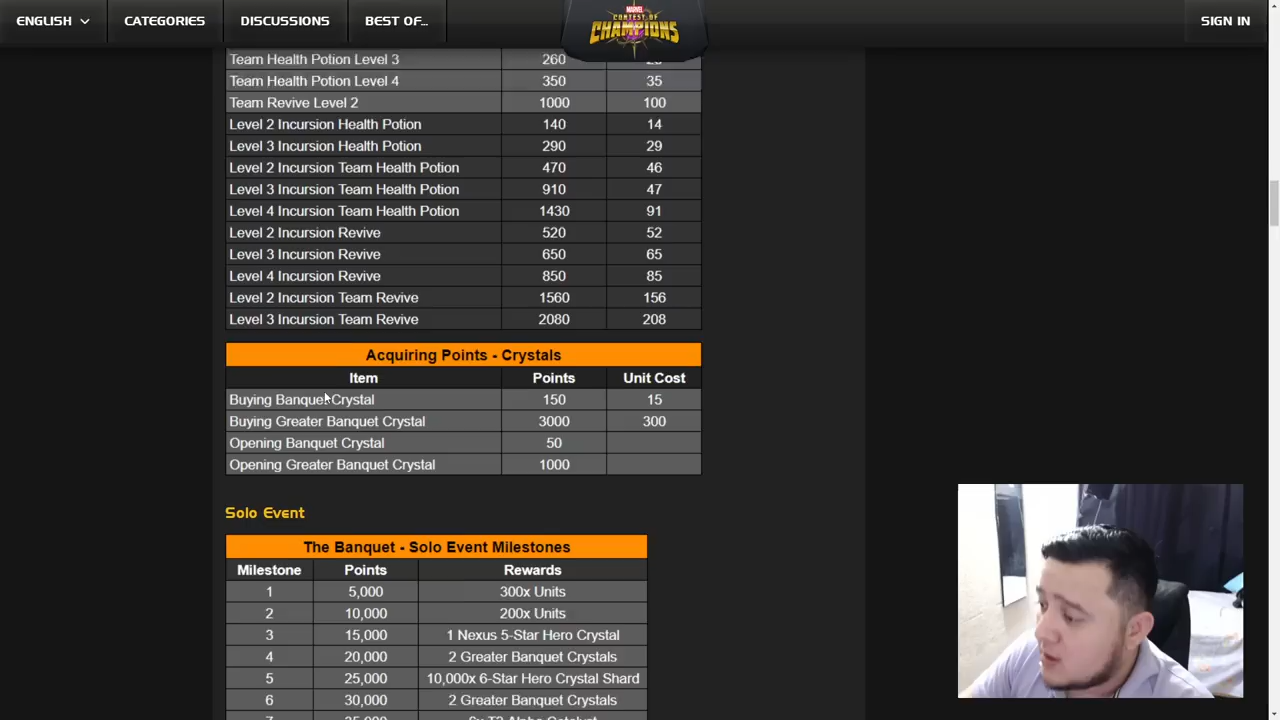 ENGLISH CATEGORIES DISCUSSIONS BEST OF... MARVEL CONTEST OF CHAMPIONS SIGN IN
Team Health Potion Level 3 260
Team Health Potion Level 4 350 35
Team Revive Level 2 1000 100
Level 2 Incursion Health Potion 140 14
Level 3 Incursion Health Potion 290 29
Level 2 Incursion Team Health Potion 470 46
Level 3 Incursion Team Health Potion 910 47
Level 4 Incursion Team Health Potion 1430 91
Level 2 Incursion Revive 520 52
Level 3 Incursion Revive 650 65
Level 4 Incursion Revive 850 85
Level 2 Incursion Team Revive 1560 156
Level 3 Incursion Team Revive 2080 208
Acquiring Points - Crystals
Item Points Unit Cost
Buying Banquet Crystal 150 15
Buying Greater Banquet Crystal 3000 300
Opening Banquet Crystal 50
Opening Greater Banquet Crystal 1000
Solo Event
The Banquet - Solo Event Milestones
Milestone Points Rewards
1 5,000 300x Units
2 10,000 200x Units
3 15,000 1 Nexus 5-Star Hero Crystal
4 20,000 2 Greater Banquet Crystals
5 25,000 10,000x 6-Star Hero Crystal Shard
6 30,000 2 Greater Banquet Crystals